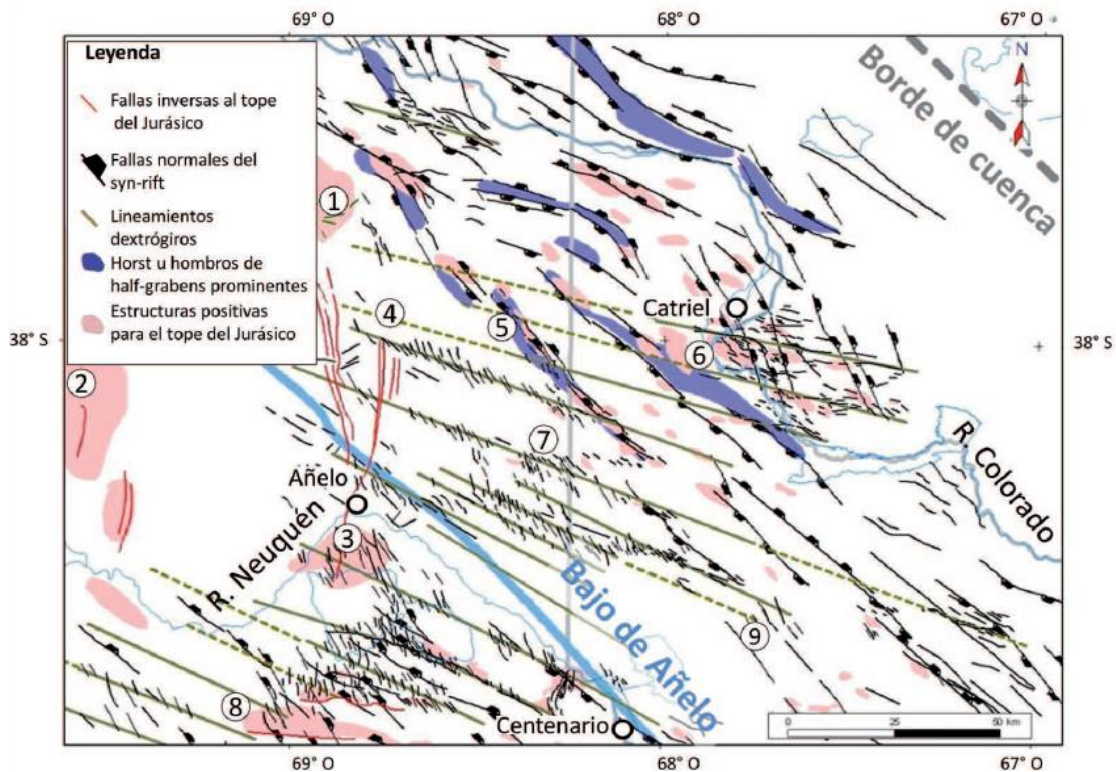 69° O
68° O
67° O
Leyenda
Fallas inversas al tope
del Jurásico
Fallas normales del
syn-rift
Lineamientos
dextrógiros
Horst u hombros de
half-grabens prominentes
Estructuras positivas
para el tope del Jurásico
Borde de cuenca
N
1
Catriel
38° S
4
5
6
38° S
2
7
R. Colorado
Añelo
R. Neuquén
3
Bajo de Añelo
9
8
Centenario
0
25
50 km
69° O
68° O
67° O